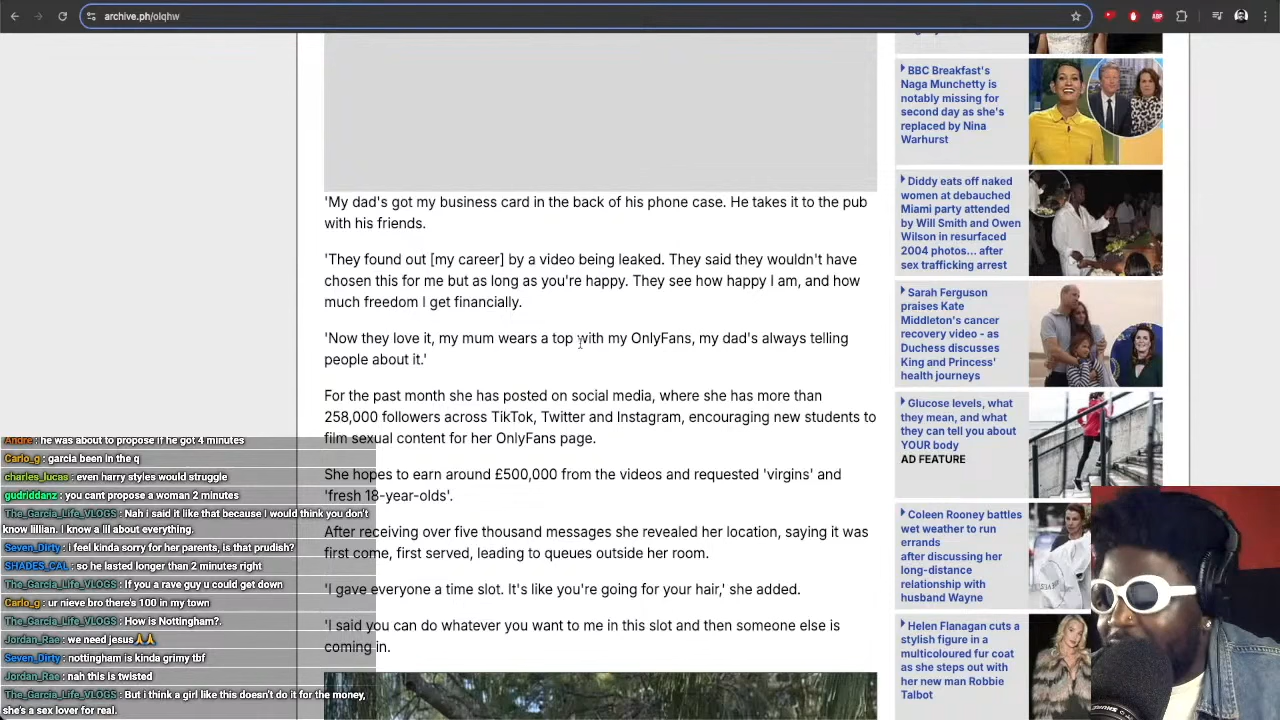 archive.ph/olqhw
'My dad's got my business card in the back of his phone case. He takes it to the pub
with his friends.
'They found out [my career] by a video being leaked. They said they wouldn't have
chosen this for me but as long as you're happy. They see how happy I am, and how
much freedom I get financially.
'Now they love it, my mum wears a top with my OnlyFans, my dad's always telling
people about it.'
For the past month she has posted on social media, where she has more than
258,000 followers across TikTok, Twitter and Instagram, encouraging new students to
film sexual content for her OnlyFans page.
She hopes to earn around £500,000 from the videos and requested 'virgins' and
'fresh 18-year-olds'.
After receiving over five thousand messages she revealed her location, saying it was
first come, first served, leading to queues outside her room.
'I gave everyone a time slot. It's like you're going for your hair,' she added.
'I said you can do whatever you want to me in this slot and then someone else is
coming in.
BBC Breakfast's
Naga Munchetty is
notably missing for
second day as she's
replaced by Nina
Warhurst
Diddy eats off naked
women at debauched
Miami party attended
by Will Smith and Owen
Wilson in resurfaced
2004 photos... after
sex trafficking arrest
Sarah Ferguson
praises Kate
Middleton's cancer
recovery video - as
Duchess discusses
King and Princess'
health journeys
Glucose levels, what
they mean, and what
they can tell you about
YOUR body
AD FEATURE
Coleen Rooney battles
wet weather to run
errands
after discussing her
long-distance
relationship with
husband Wayne
Helen Flanagan cuts a
stylish figure in a
multicoloured fur coat
as she steps out with
her new man Robbie
Talbot
Andre : he was about to propose if he got 4 minutes
Carlo_g : garcia been in the q
charles_lucas : even harry styles would struggle
gudriddanz : you cant propose a woman 2 minutes
The_Garcia_Life_VLOGS : Nah i said it like that because I would think you don't
know lillian. I know a lil about everything.
Seven_Dirty : i feel kinda sorry for her parents, is that prudish?
SHADES_CAL : so he lasted longer than 2 minutes right
The_Garcia_Life_VLOGS : If you a rave guy u could get down
Carlo_g : ur nieve bro there's 100 in my town
The_Garcia_Life_VLOGS : How is Nottingham?.
Jordan_Rae : we need jesus🙏🙏
Seven_Dirty : nottingham is kinda grimy tbf
Jordan_Rae : nah this is twisted
The_Garcia_Life_VLOGS : But i think a girl like this doesn't do it for the money,
she's a sex lover for real.